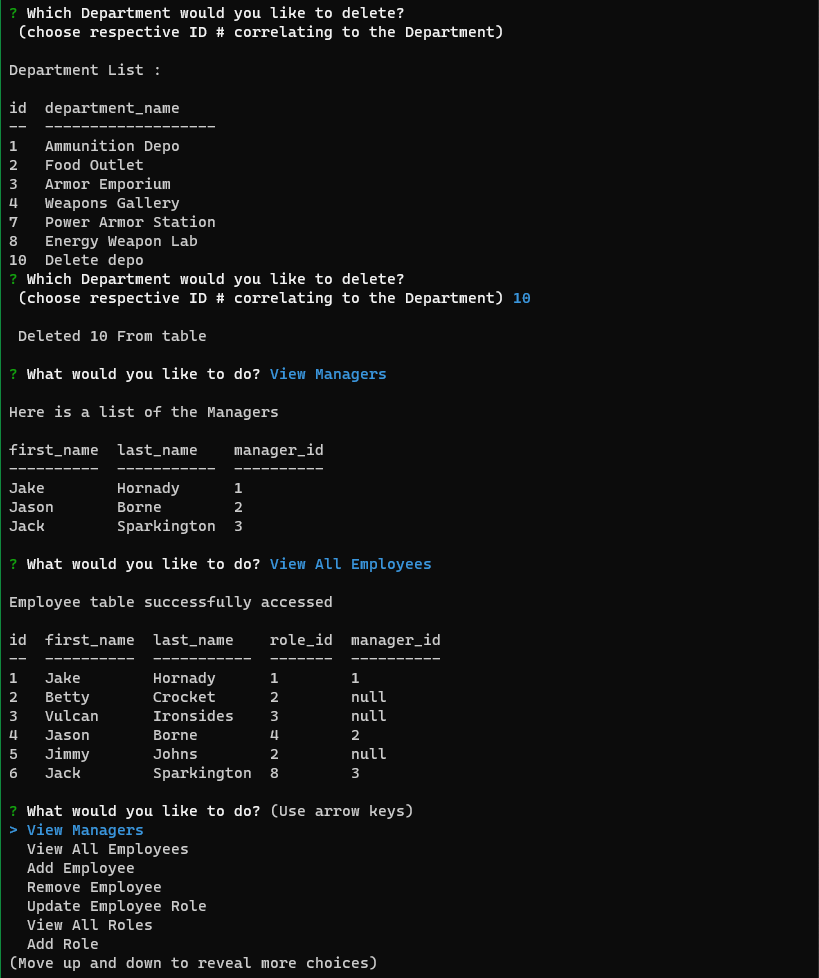 ? Which Department would you like to delete?
 (choose respective ID # correlating to the Department)

Department List :

id  department_name
--  -------------------
1   Ammunition Depo
2   Food Outlet
3   Armor Emporium
4   Weapons Gallery
7   Power Armor Station
8   Energy Weapon Lab
10  Delete depo
? Which Department would you like to delete?
 (choose respective ID # correlating to the Department) 10

 Deleted 10 From table

? What would you like to do? View Managers

Here is a list of the Managers

first_name  last_name    manager_id
----------  -----------  ----------
Jake        Hornady      1
Jason       Borne        2
Jack        Sparkington  3

? What would you like to do? View All Employees

Employee table successfully accessed

id  first_name  last_name    role_id  manager_id
--  ----------  -----------  -------  ----------
1   Jake        Hornady      1        1
2   Betty       Crocket      2        null
3   Vulcan      Ironsides    3        null
4   Jason       Borne        4        2
5   Jimmy       Johns        2        null
6   Jack        Sparkington  8        3

? What would you like to do? (Use arrow keys)
> View Managers
  View All Employees
  Add Employee
  Remove Employee
  Update Employee Role
  View All Roles
  Add Role
(Move up and down to reveal more choices)